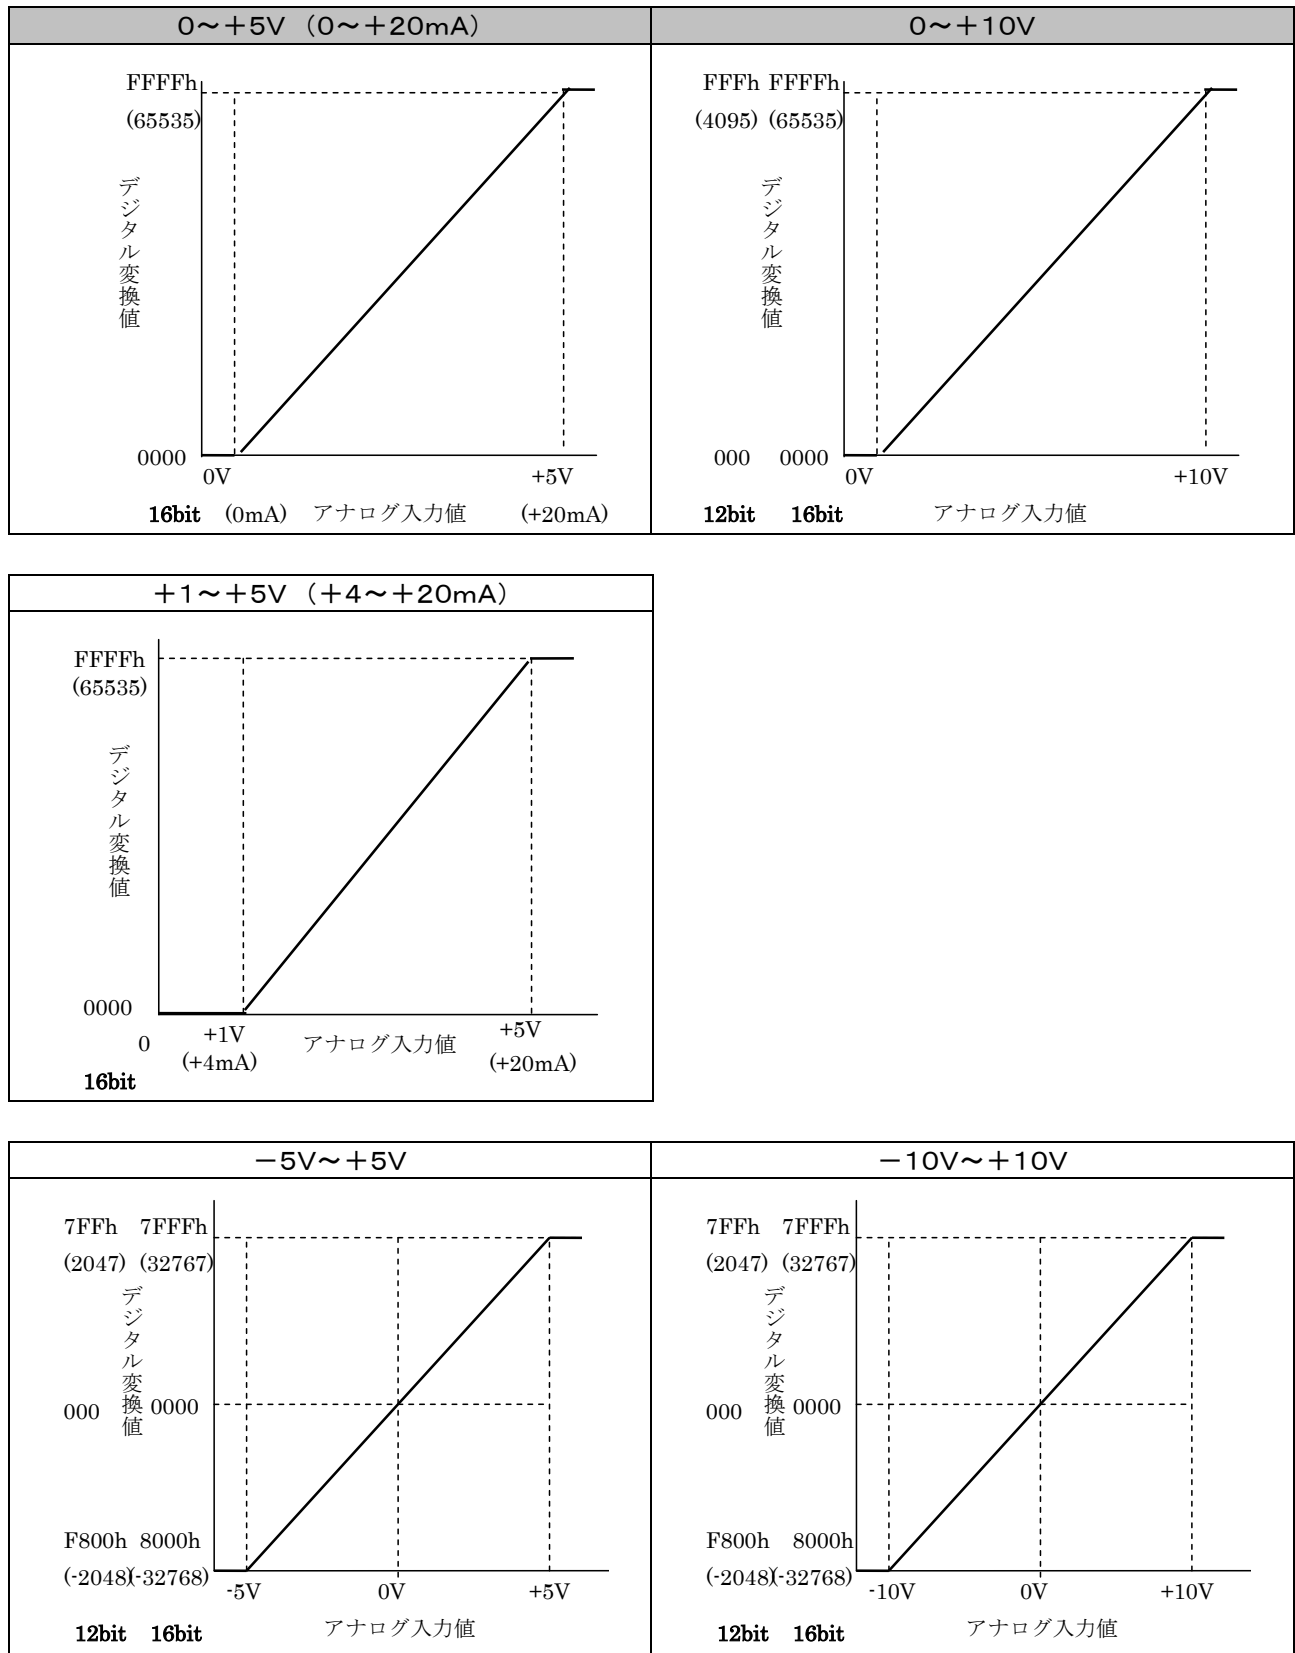 0～＋5V（0～＋20mA）
FFFFh
(65535)
デジタル変換値
0000
0V
+5V
16bit (0mA) アナログ入力値 (+20mA)
0～＋10V
FFFh FFFFh
(4095) (65535)
デジタル変換値
000 0000
0V
+10V
12bit 16bit アナログ入力値
＋1～＋5V（＋4～＋20mA）
FFFFh
(65535)
デジタル変換値
0000
0
+1V
(+4mA)
アナログ入力値
+5V
(+20mA)
16bit
－5V～＋5V
7FFh 7FFFh
(2047) (32767)
デジタル変換値
000 0000
F800h 8000h
(-2048)(-32768)
-5V 0V +5V
12bit 16bit アナログ入力値
－10V～＋10V
7FFh 7FFFh
(2047) (32767)
デジタル変換値
000 0000
F800h 8000h
(-2048)(-32768)
-10V 0V +10V
12bit 16bit アナログ入力値